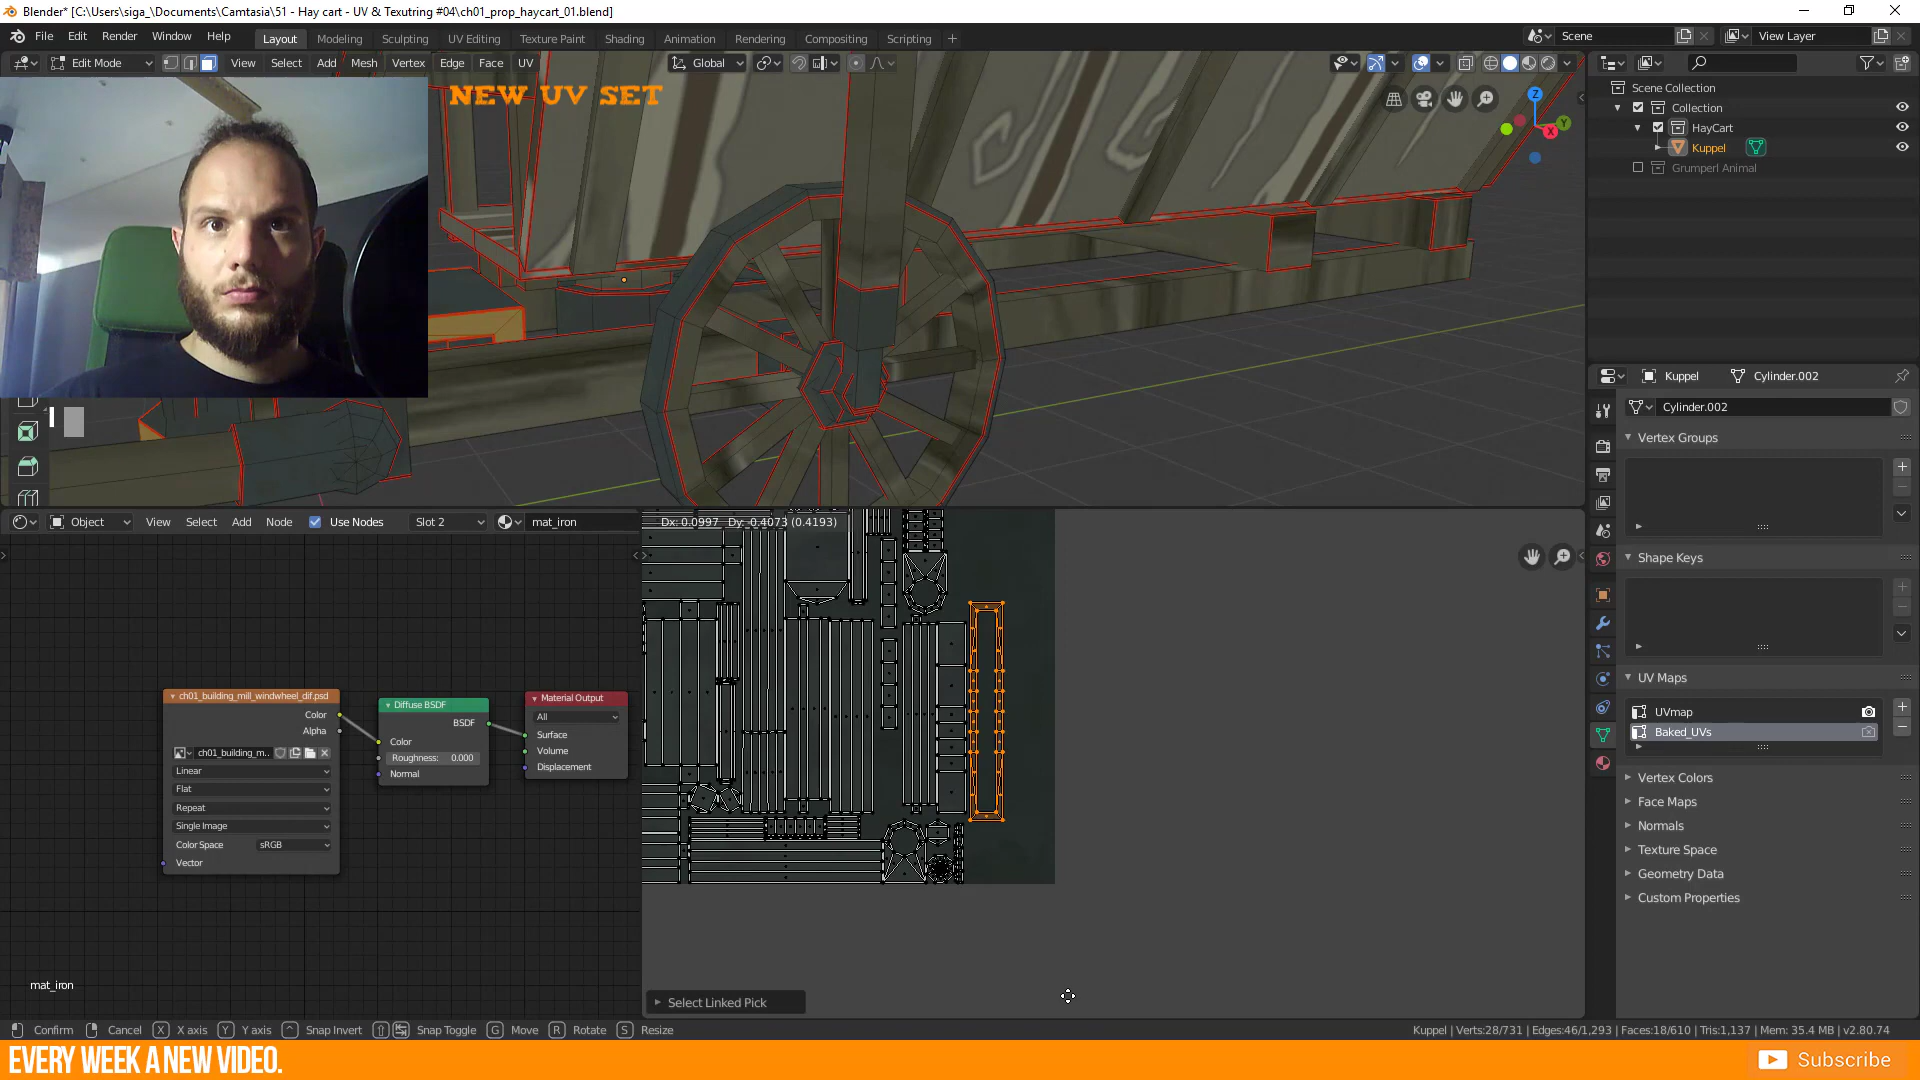 Blender* [C:\Users\siga_\Documents\Camtasia\51 - Hay cart - UV & Texutring #04\ch01_prop_haycart_01.blend]
File Edit Render Window Help Layout Modeling Sculpting UV Editing Texture Paint Shading Animation Rendering Compositing Scripting Scene View Layer
Edit Mode View Select Add Mesh Vertex Edge Face UV Global
NEW UV SET
Z
Y
X
Scene Collection
Collection
HayCart
Kuppel
Grumperl Animal
Kuppel Cylinder.002
Cylinder.002
Vertex Groups
Shape Keys
UV Maps
UVmap
Baked_UVs
Vertex Colors
Face Maps
Normals
Texture Space
Geometry Data
Custom Properties
Object View Select Add Node Use Nodes Slot 2 mat_iron
Dx: 0.0997 Dy: -0.4073 (0.4193)
ch01_building_mill_windwheel_dif.psd
Color
Alpha
ch01_building_m..
Linear
Flat
Repeat
Single Image
Color Space sRGB
Vector
Diffuse BSDF
BSDF
Color
Roughness: 0.000
Normal
Material Output
All
Surface
Volume
Displacement
mat_iron
Select Linked Pick
Confirm Cancel X X axis Y Y axis Snap Invert Snap Toggle G Move R Rotate S Resize
Kuppel | Verts:28/731 | Edges:46/1,293 | Faces:18/610 | Tris:1,137 | Mem: 35.4 MB | v2.80.74
EVERY WEEK A NEW VIDEO.
Subscribe